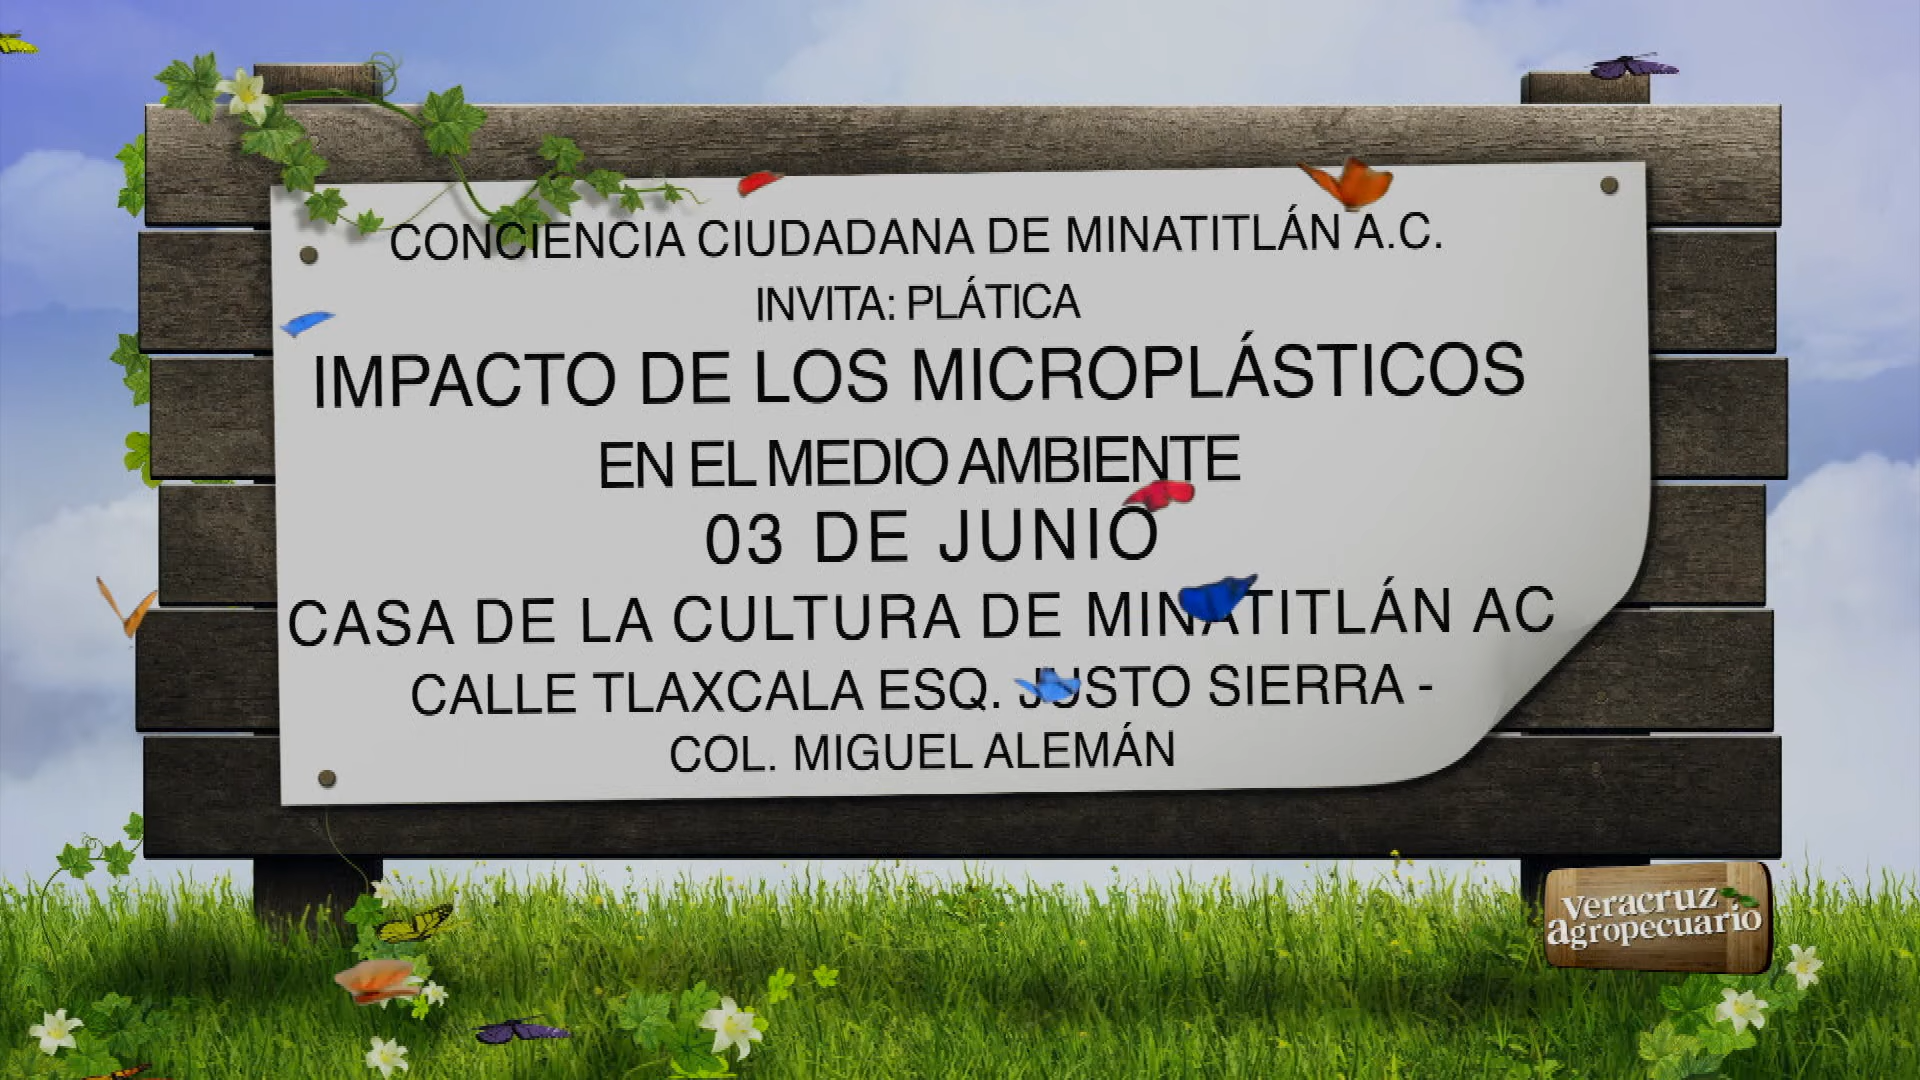 CONCIENCIA CIUDADANA DE MINATITLÁN A.C.
INVITA: PLÁTICA
IMPACTO DE LOS MICROPLÁSTICOS
EN EL MEDIO AMBIENTE
03 DE JUNIO
CASA DE LA CULTURA DE MINATITLÁN AC
CALLE TLAXCALA ESQ. JUSTO SIERRA -
COL. MIGUEL ALEMÁN
veracruz
agropecuario